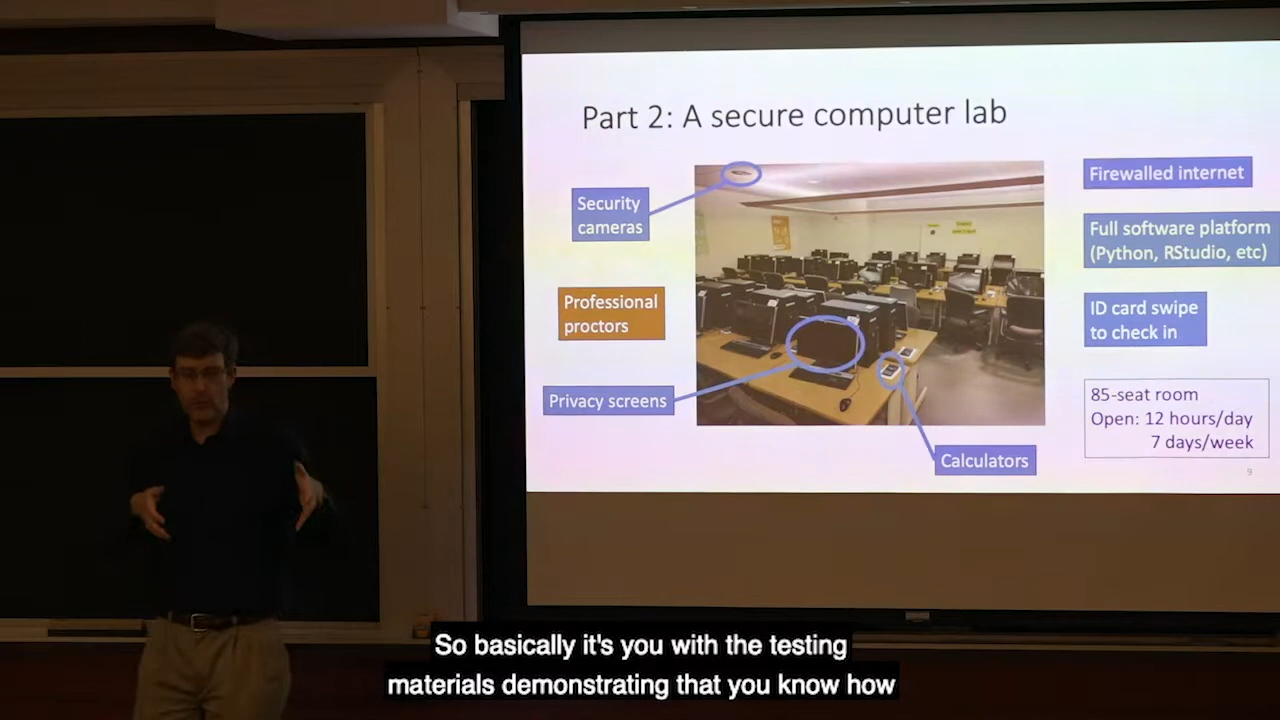 Part 2: A secure computer lab
Security
cameras
Professional
proctors
Privacy screens
Calculators
Firewalled internet
Full software platform
(Python, RStudio, etc)
ID card swipe
to check in
85-seat room
Open: 12 hours/day
7 days/week
9
So basically it's you with the testing
materials demonstrating that you know how